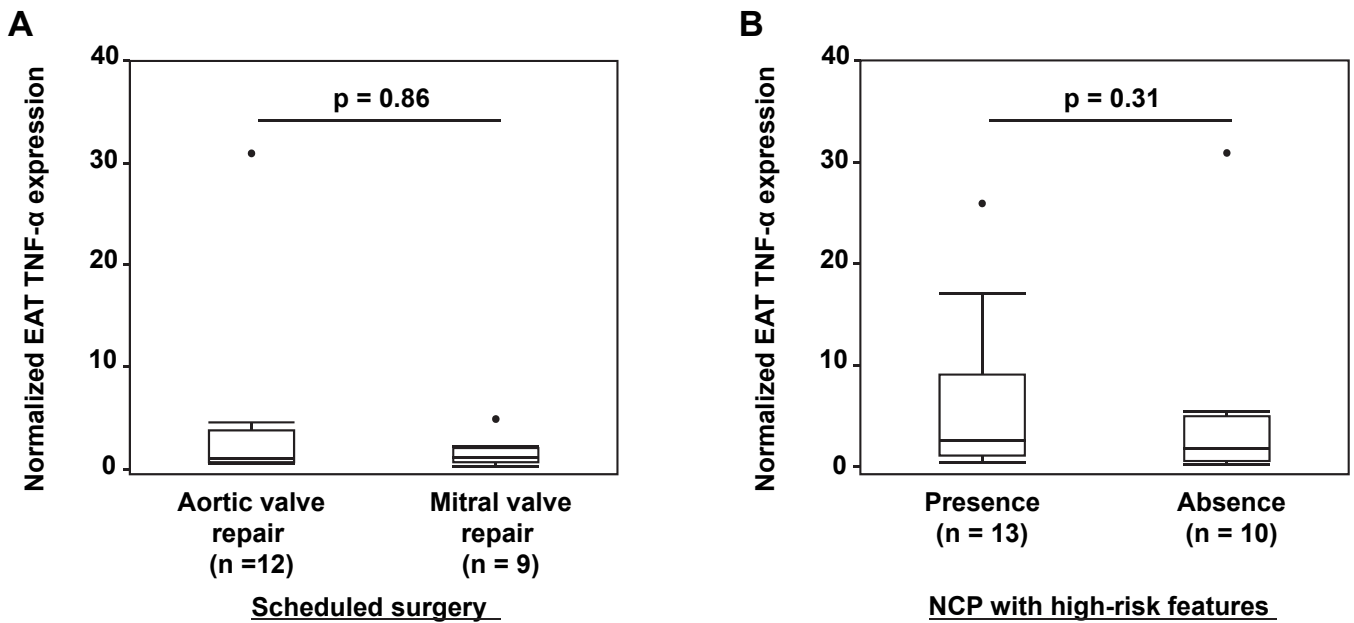 A
Normalized EAT TNF-α expression
40
30
20
10
0
p = 0.86
Aortic valve
repair
(n =12)
Mitral valve
repair
(n = 9)
Scheduled surgery
B
Normalized EAT TNF-α expression
40
30
20
10
0
p = 0.31
Presence
(n = 13)
Absence
(n = 10)
NCP with high-risk features